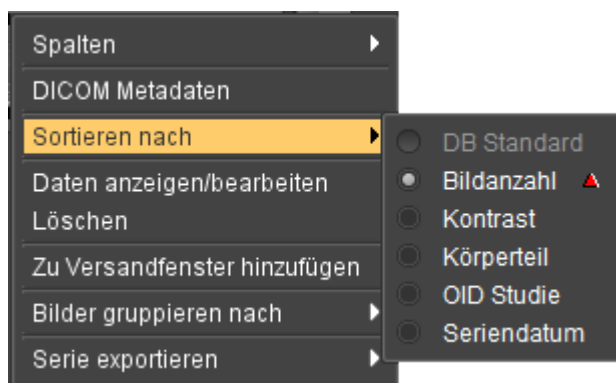 Spalten
DICOM Metadaten
Sortieren nach
Daten anzeigen/bearbeiten
Löschen
Zu Versandfenster hinzufügen
Bilder gruppieren nach
Serie exportieren
DB Standard
Bildanzahl
Kontrast
Körperteil
OID Studie
Seriendatum